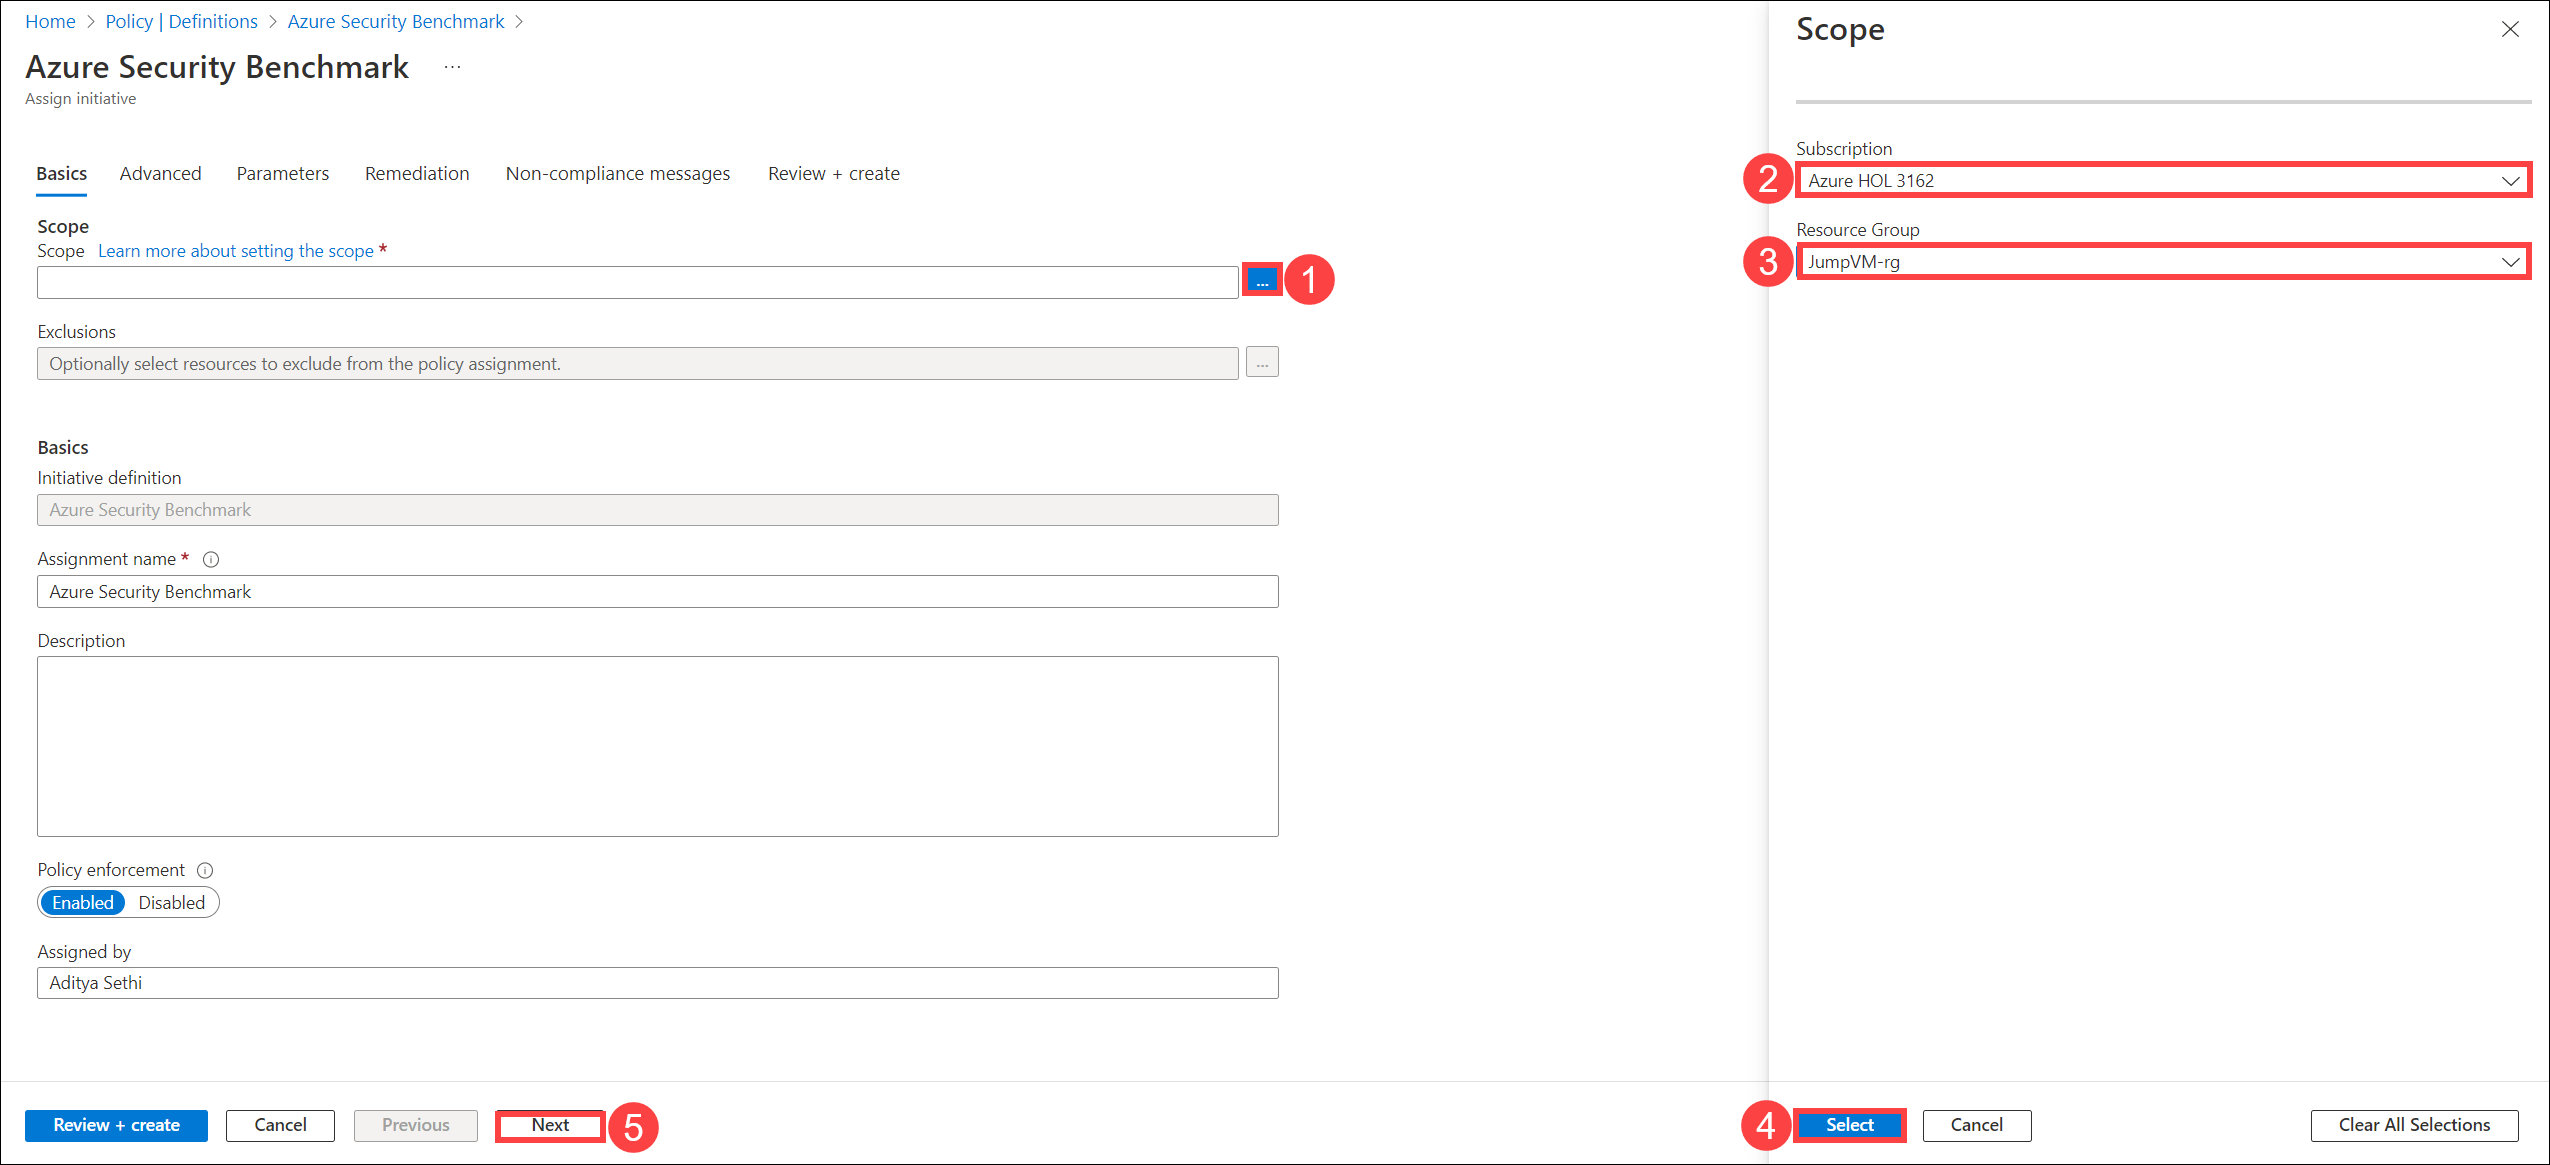 Home > Policy | Definitions > Azure Security Benchmark >
Azure Security Benchmark ...
Assign initiative
Basics Advanced Parameters Remediation Non-compliance messages Review + create
Scope
Scope Learn more about setting the scope *
... 1
Exclusions
Optionally select resources to exclude from the policy assignment. ...
Basics
Initiative definition
Azure Security Benchmark
Assignment name *
Azure Security Benchmark
Description
Policy enforcement
Enabled Disabled
Assigned by
Aditya Sethi
Review + create Cancel Previous Next 5
Scope
Subscription
2 Azure HOL 3162
Resource Group
3 JumpVM-rg
4 Select Cancel Clear All Selections